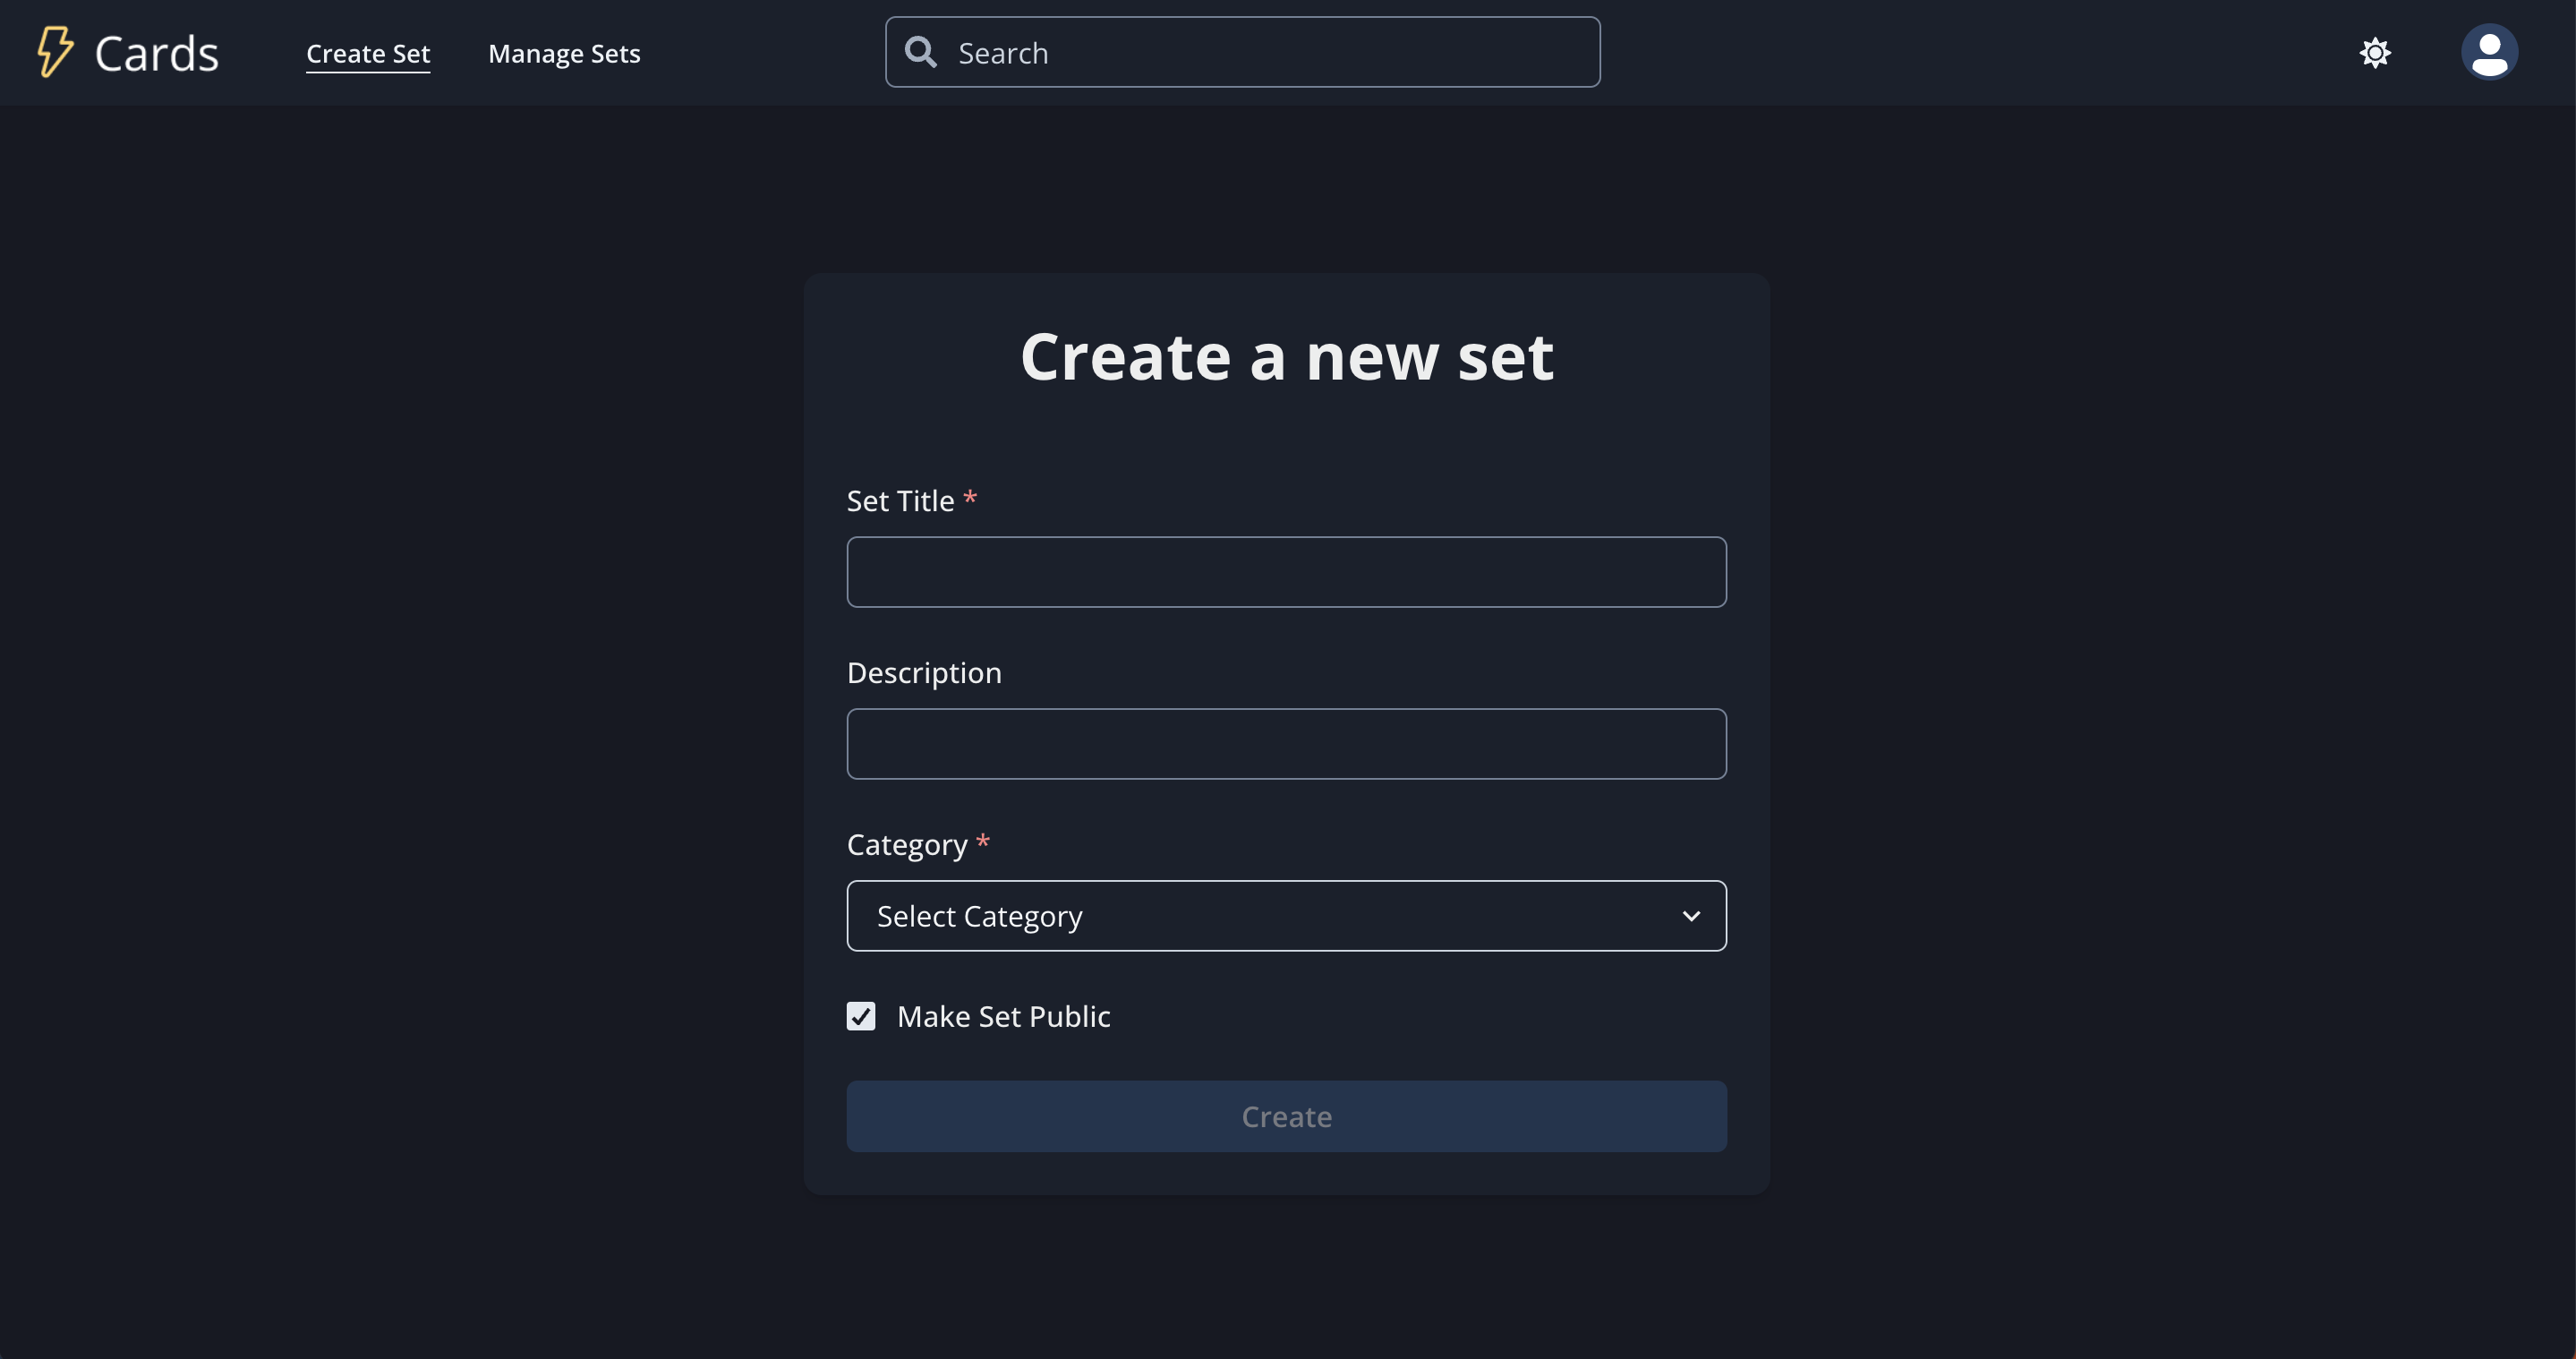 Cards
Create Set
Manage Sets
Search
Create a new set
Set Title *
Description
Category *
Select Category
Make Set Public
Create